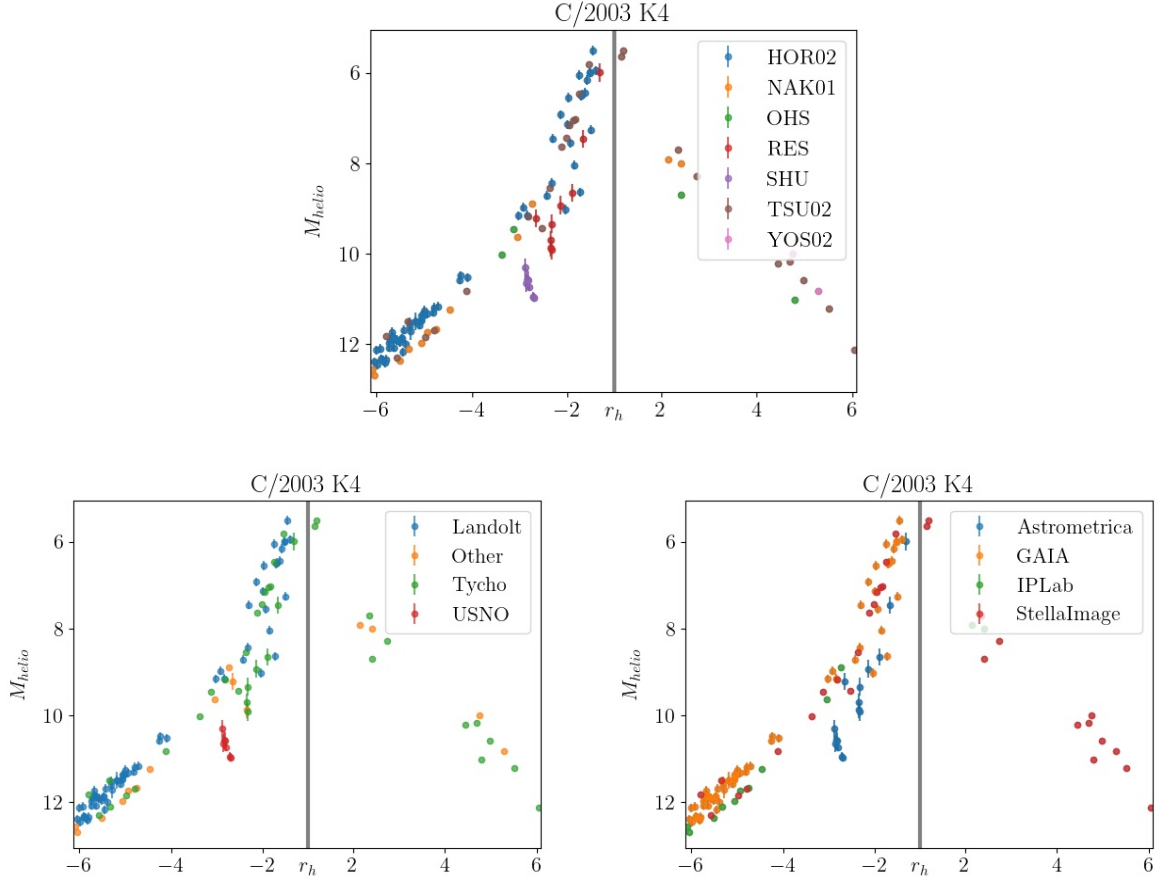 C/2003 K4
M_helio
6
8
10
12
HOR02
NAK01
OHS
RES
SHU
TSU02
YOS02
−6 −4 −2 r_h 2 4 6
C/2003 K4
M_helio
6
8
10
12
Landolt
Other
Tycho
USNO
−6 −4 −2 r_h 2 4 6
C/2003 K4
M_helio
6
8
10
12
Astrometrica
GAIA
IPLab
StellaImage
−6 −4 −2 r_h 2 4 6